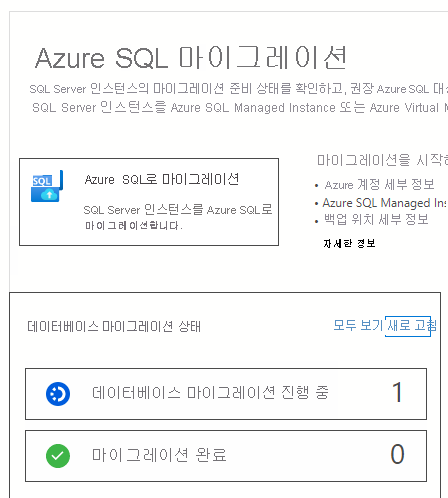 Azure SQL 마이그레이션
SQL Server 인스턴스의 마이그레이션 준비 상태를 확인하고, 권장 Azure SQL 대상
SQL Server 인스턴스를 Azure SQL Managed Instance 또는 Azure Virtual M
SQL
Azure SQL로 마이그레이션
SQL Server 인스턴스를 Azure SQL로
마이그레이션합니다.
마이그레이션을 시작하
• Azure 계정 세부 정보
• Azure SQL Managed In
• 백업 위치 세부 정보
자세한 정보
데이터베이스 마이그레이션 상태
모두 보기 새로 고침
데이터베이스 마이그레이션 진행 중 1
마이그레이션 완료 0